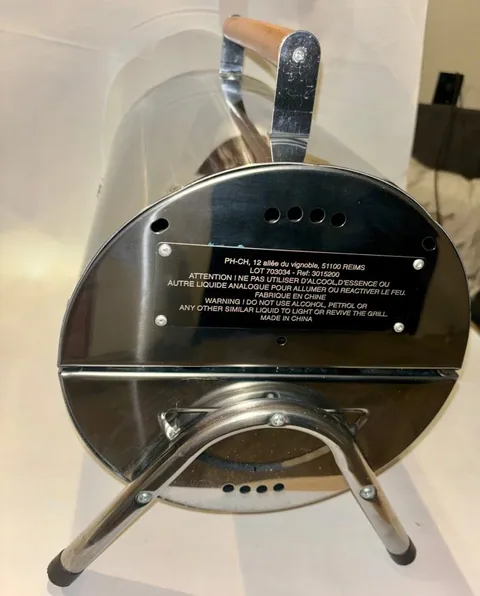 PH-CH, 12 allée du vignoble, 51100 REIMS
LOT 703034 - Ref: 3015200
ATTENTION ! NE PAS UTILISER D'ALCOOL,D'ESSENCE OU
AUTRE LIQUIDE ANALOGUE POUR ALLUMER OU REACTIVER LE FEU.
FABRIQUE EN CHINE
WARNING ! DO NOT USE ALCOHOL, PETROL OR
ANY OTHER SIMILAR LIQUID TO LIGHT OR REVIVE THE GRILL.
MADE IN CHINA